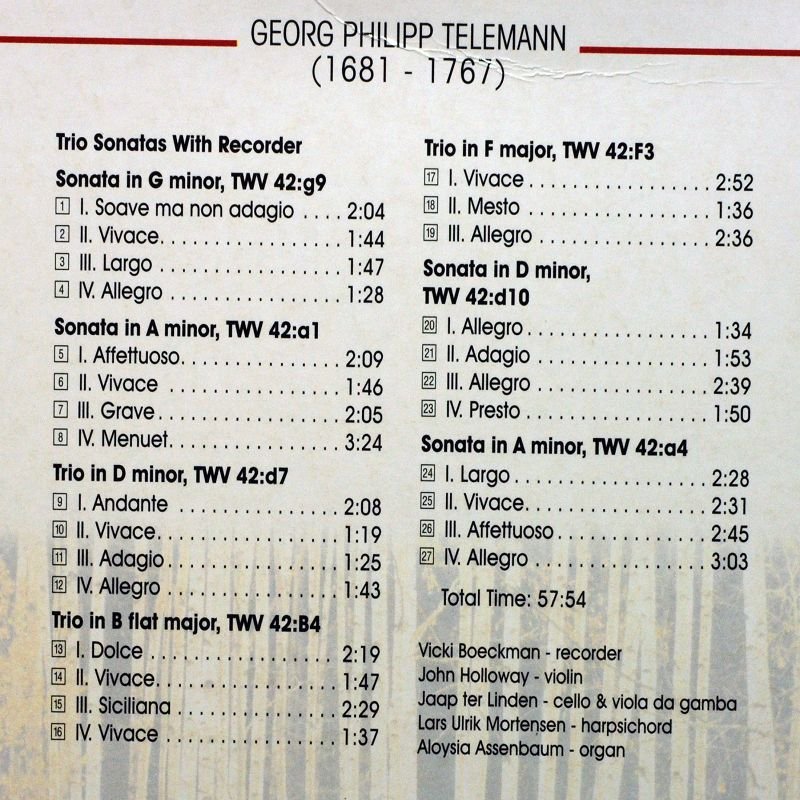 GEORG PHILIPP TELEMANN
(1681 - 1767)
Trio Sonatas With Recorder
Sonata in G minor, TWV 42:g9
1 I. Soave ma non adagio .... 2:04
2 II. Vivace. . . . . . . . . . . . . . . . . 1:44
3 III. Largo . . . . . . . . . . . . . . . . . 1:47
4 IV. Allegro . . . . . . . . . . . . . . . . 1:28
Sonata in A minor, TWV 42:a1
5 I. Affettuoso. . . . . . . . . . . . . . . 2:09
6 II. Vivace . . . . . . . . . . . . . . . . 1:46
7 III. Grave . . . . . . . . . . . . . . . . . 2:05
8 IV. Menuet. . . . . . . . . . . . . . . . 3:24
Trio in D minor, TWV 42:d7
9 I. Andante . . . . . . . . . . . . . . . 2:08
10 II. Vivace. . . . . . . . . . . . . . . . . 1:19
11 III. Adagio . . . . . . . . . . . . . . . . 1:25
12 IV. Allegro . . . . . . . . . . . . . . . . 1:43
Trio in B flat major, TWV 42:B4
13 I. Dolce . . . . . . . . . . . . . . . . . 2:19
14 II. Vivace. . . . . . . . . . . . . . . . . 1:47
15 III. Siciliana . . . . . . . . . . . . . . . 2:29
16 IV. Vivace . . . . . . . . . . . . . . . . 1:37
Trio in F major, TWV 42:F3
17 I. Vivace . . . . . . . . . . . . . . . . . 2:52
18 II. Mesto . . . . . . . . . . . . . . . . . 1:36
19 III. Allegro . . . . . . . . . . . . . . . . 2:36
Sonata in D minor,
TWV 42:d10
20 I. Allegro . . . . . . . . . . . . . . . . . 1:34
21 II. Adagio . . . . . . . . . . . . . . . . 1:53
22 III. Allegro . . . . . . . . . . . . . . . . 2:39
23 IV. Presto . . . . . . . . . . . . . . . . . 1:50
Sonata in A minor, TWV 42:a4
24 I. Largo . . . . . . . . . . . . . . . . . . 2:28
25 II. Vivace. . . . . . . . . . . . . . . . . 2:31
26 III. Affettuoso . . . . . . . . . . . . . . 2:45
27 IV. Allegro . . . . . . . . . . . . . . . . 3:03
Total Time: 57:54
Vicki Boeckman - recorder
John Holloway - violin
Jaap ter Linden - cello & viola da gamba
Lars Ulrik Mortensen - harpsichord
Aloysia Assenbaum - organ